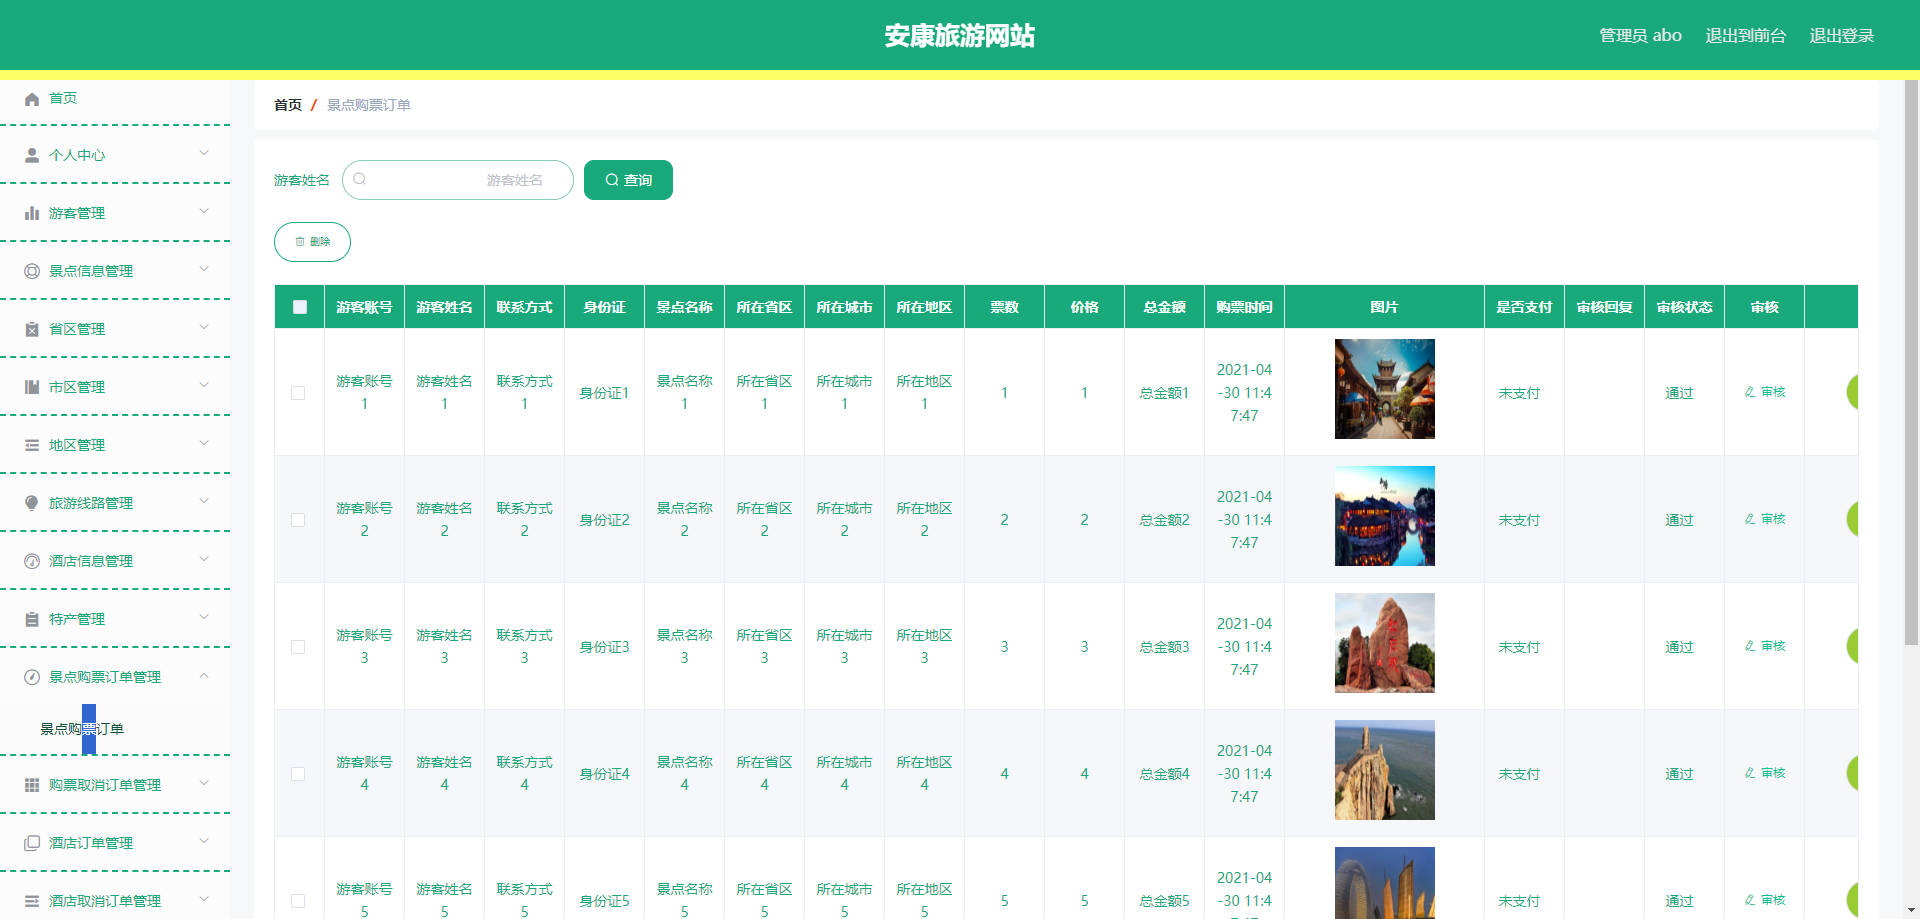 安康旅游网站
管理员 abo 退出到前台 退出登录
首页
个人中心
游客管理
景点信息管理
省区管理
市区管理
地区管理
旅游线路管理
酒店信息管理
特产管理
景点购票订单管理
景点购票订单
购票取消订单管理
酒店订单管理
酒店取消订单管理
首页 / 景点购票订单
游客姓名 游客姓名 查询
删除
游客账号 游客姓名 联系方式 身份证 景点名称 所在省区 所在城市 所在地区 票数 价格 总金额 购票时间 图片 是否支付 审核回复 审核状态 审核
游客账号1 游客姓名1 联系方式1 身份证1 景点名称1 所在省区1 所在城市1 所在地区1 1 1 总金额1 2021-04-30 11:47:47 未支付 通过 审核
游客账号2 游客姓名2 联系方式2 身份证2 景点名称2 所在省区2 所在城市2 所在地区2 2 2 总金额2 2021-04-30 11:47:47 未支付 通过 审核
游客账号3 游客姓名3 联系方式3 身份证3 景点名称3 所在省区3 所在城市3 所在地区3 3 3 总金额3 2021-04-30 11:47:47 未支付 通过 审核
游客账号4 游客姓名4 联系方式4 身份证4 景点名称4 所在省区4 所在城市4 所在地区4 4 4 总金额4 2021-04-30 11:47:47 未支付 通过 审核
游客账号5 游客姓名5 联系方式5 身份证5 景点名称5 所在省区5 所在城市5 所在地区5 5 5 总金额5 2021-04-30 11:4 未支付 通过 审核